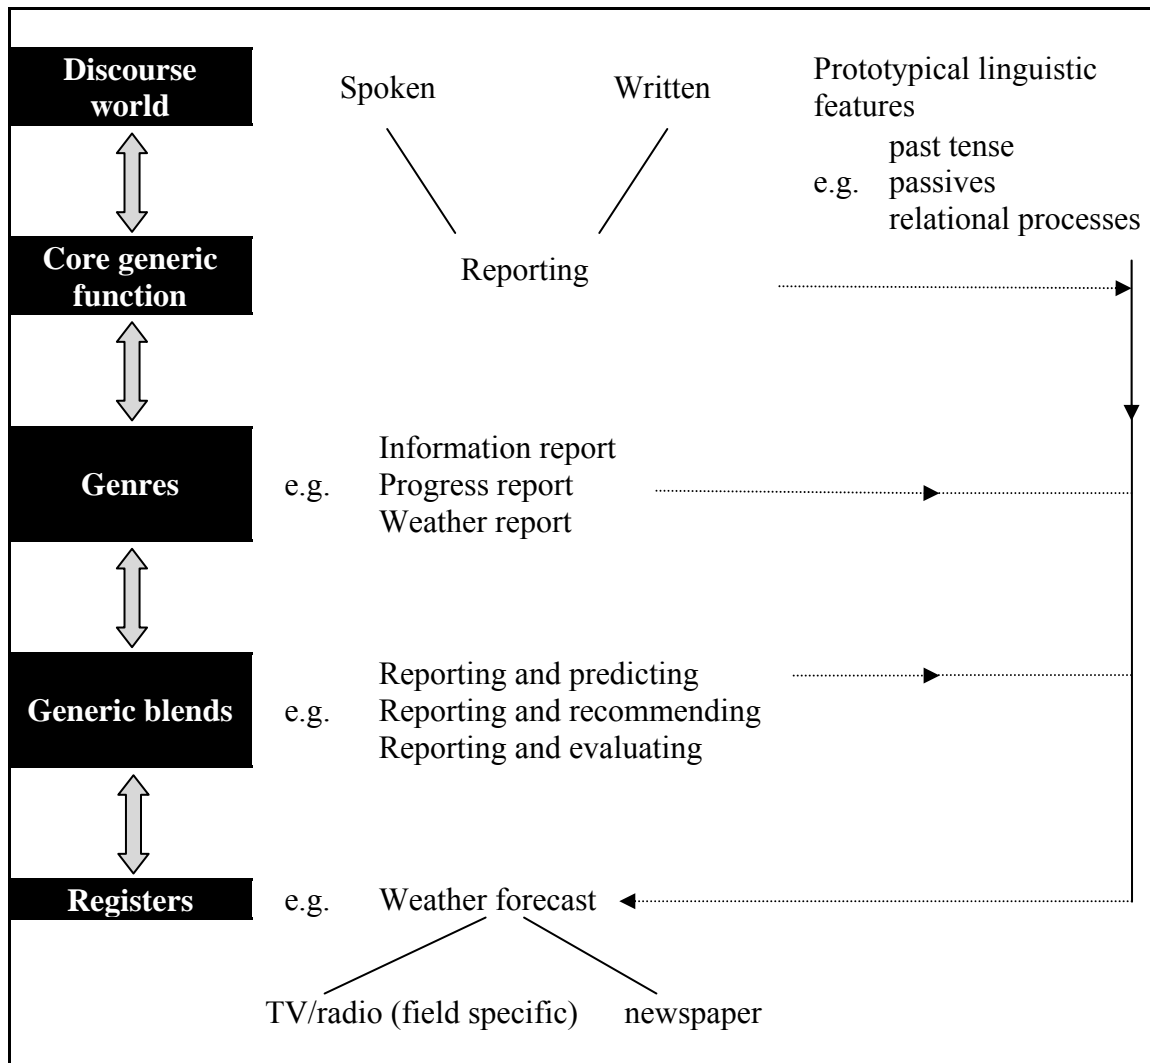 Discourse
world
Spoken
Written
Prototypical linguistic
features
past tense
e.g. passives
relational processes
Core generic
function
Reporting
Information report
Genres e.g. Progress report
Weather report
Reporting and predicting
Generic blends e.g. Reporting and recommending
Reporting and evaluating
Registers e.g. Weather forecast
TV/radio (field specific) newspaper